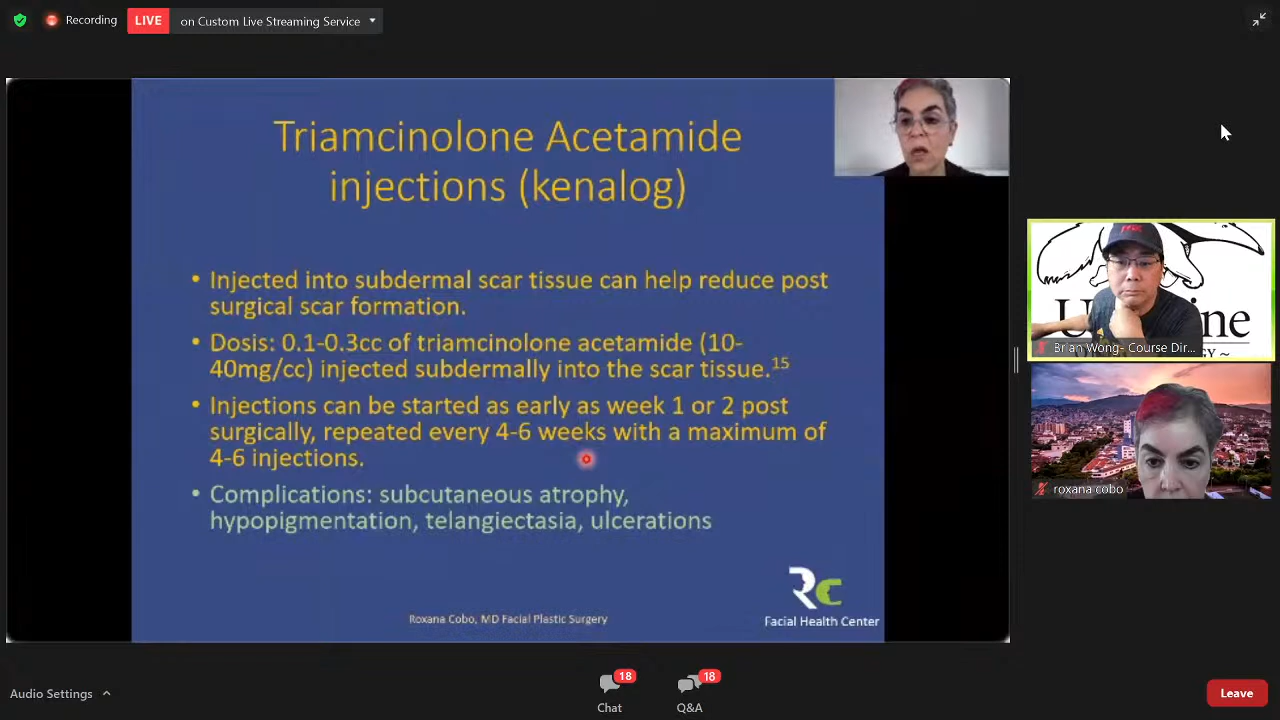 Recording
LIVE
on Custom Live Streaming Service
Triamcinolone Acetamide
injections (kenalog)
• Injected into subdermal scar tissue can help reduce post
surgical scar formation.
• Dosis: 0.1-0.3cc of triamcinolone acetamide (10-
40mg/cc) injected subdermally into the scar tissue.15
• Injections can be started as early as week 1 or 2 post
surgically, repeated every 4-6 weeks with a maximum of
4-6 injections.
• Complications: subcutaneous atrophy,
hypopigmentation, telangiectasia, ulcerations
Roxana Cobo, MD Facial Plastic Surgery
RC
Facial Health Center
Brian Wong- Course Dir...
roxana cobo
Audio Settings
18
Chat
18
Q&A
Leave